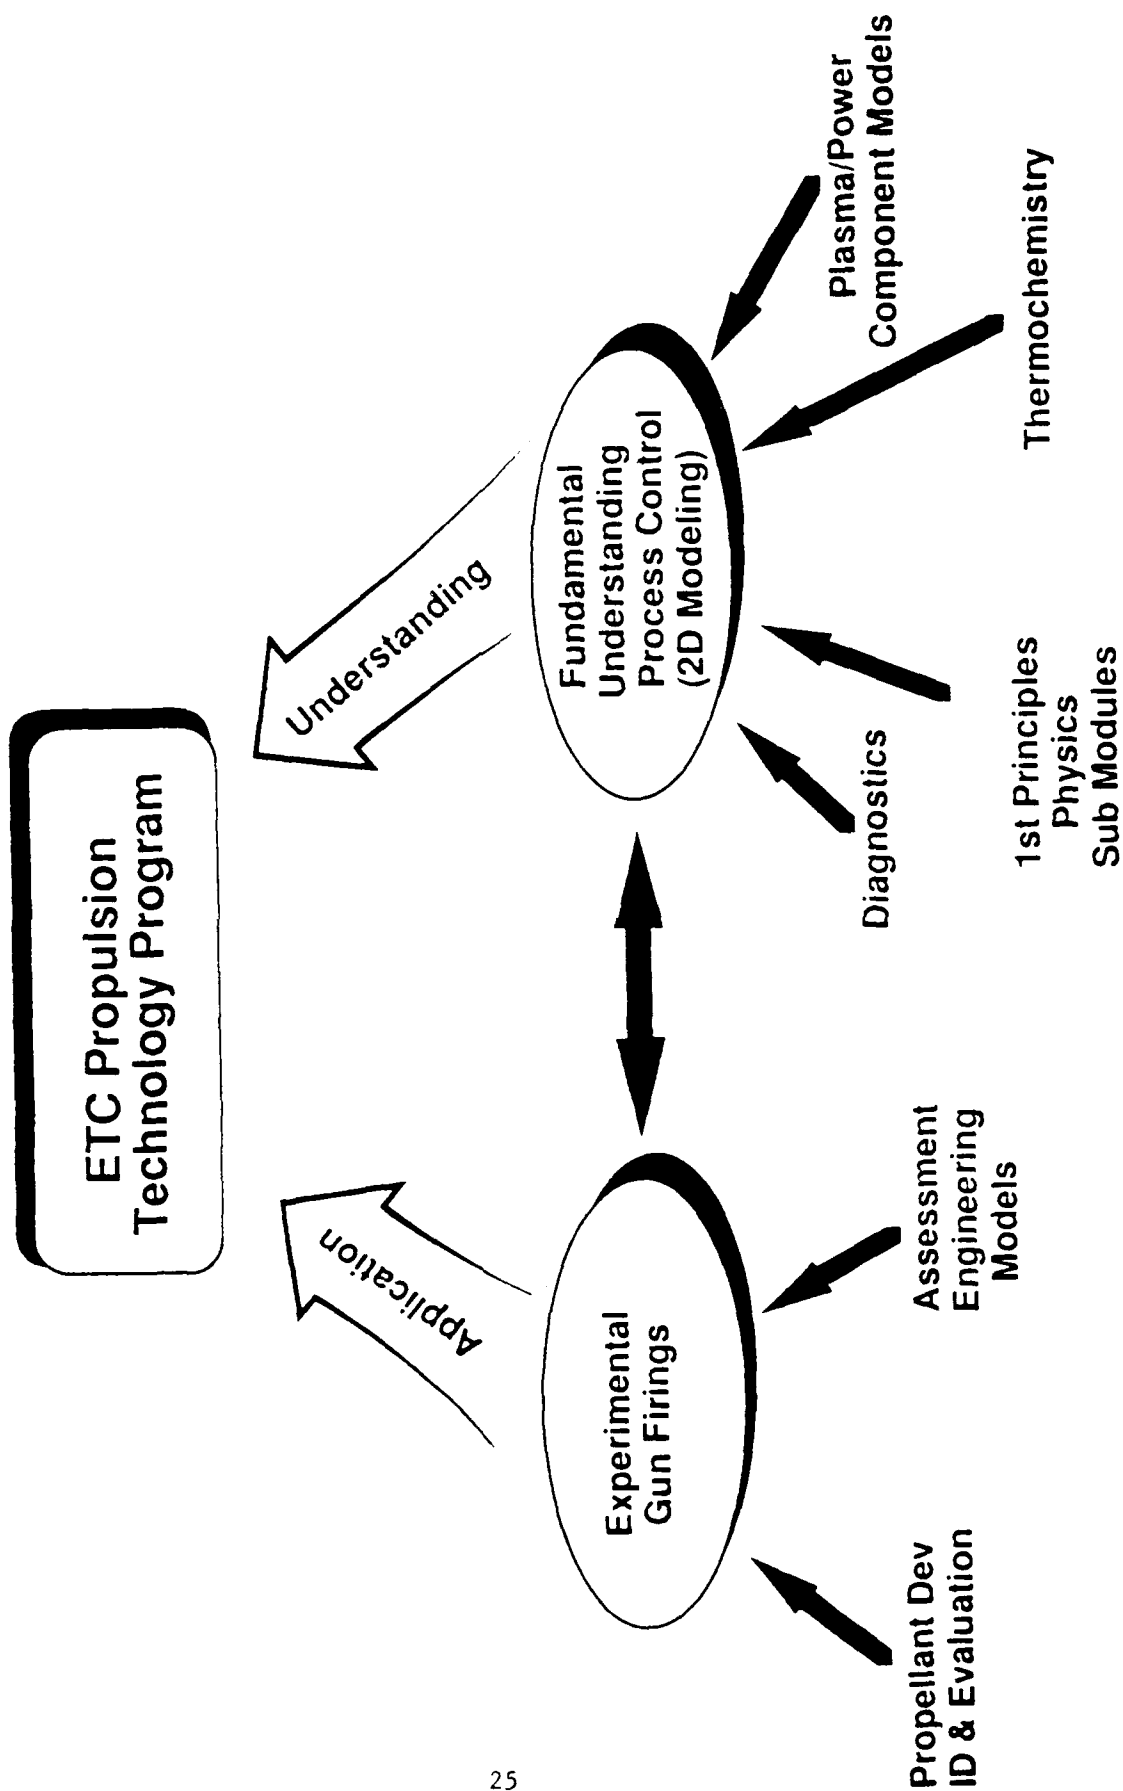 ETC Propulsion
Technology Program
Application
Understanding
Experimental
Gun Firings
Fundamental
Understanding
Process Control
(2D Modeling)
Propellant Dev
ID & Evaluation
Assessment
Engineering
Models
Diagnostics
1st Principles
Physics
Sub Modules
Thermochemistry
Plasma/Power
Component Models
25